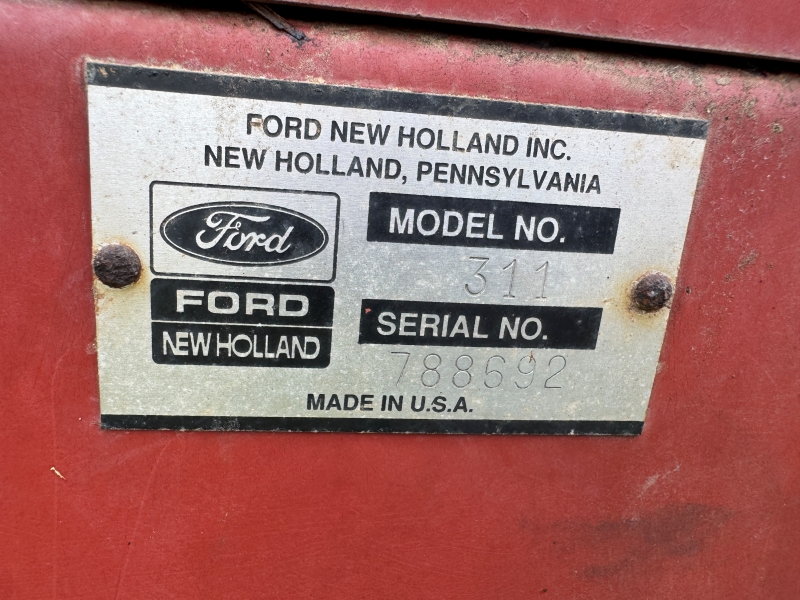 FORD NEW HOLLAND INC.
NEW HOLLAND, PENNSYLVANIA
Ford
FORD
NEW HOLLAND
MODEL NO.
311
SERIAL NO.
788692
MADE IN U.S.A.